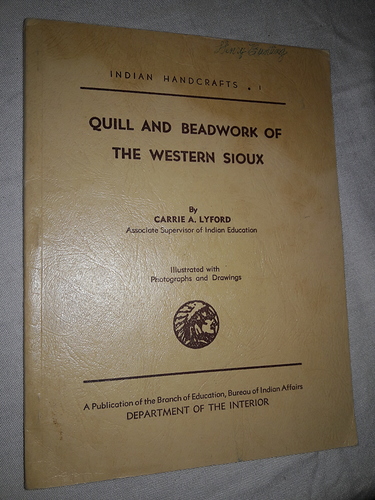 INDIAN HANDCRAFTS . 1
QUILL AND BEADWORK OF
THE WESTERN SIOUX
By
CARRIE A. LYFORD
Associate Supervisor of Indian Education
Illustrated with
Photographs and Drawings
A Publication of the Branch of Education, Bureau of Indian Affairs
DEPARTMENT OF THE INTERIOR